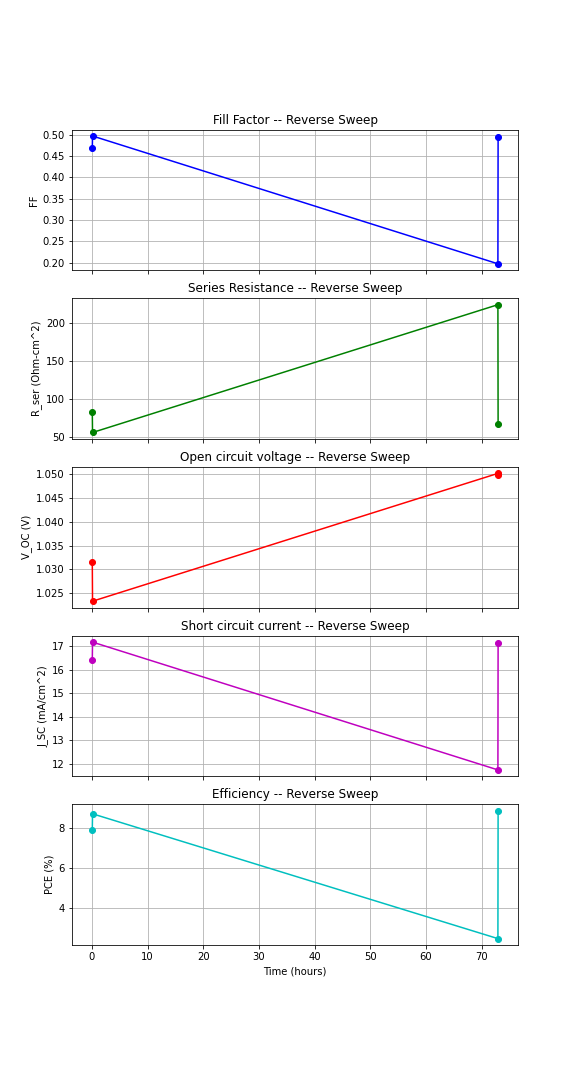 Fill Factor -- Reverse Sweep
0.50
0.45
0.40
0.35
0.30
0.25
0.20
FF
Series Resistance -- Reverse Sweep
200
150
100
50
R_ser (Ohm-cm^2)
Open circuit voltage -- Reverse Sweep
1.050
1.045
1.040
1.035
1.030
1.025
V_OC (V)
Short circuit current -- Reverse Sweep
17
16
15
14
13
12
J_SC (mA/cm^2)
Efficiency -- Reverse Sweep
8
6
4
PCE (%)
0 10 20 30 40 50 60 70
Time (hours)